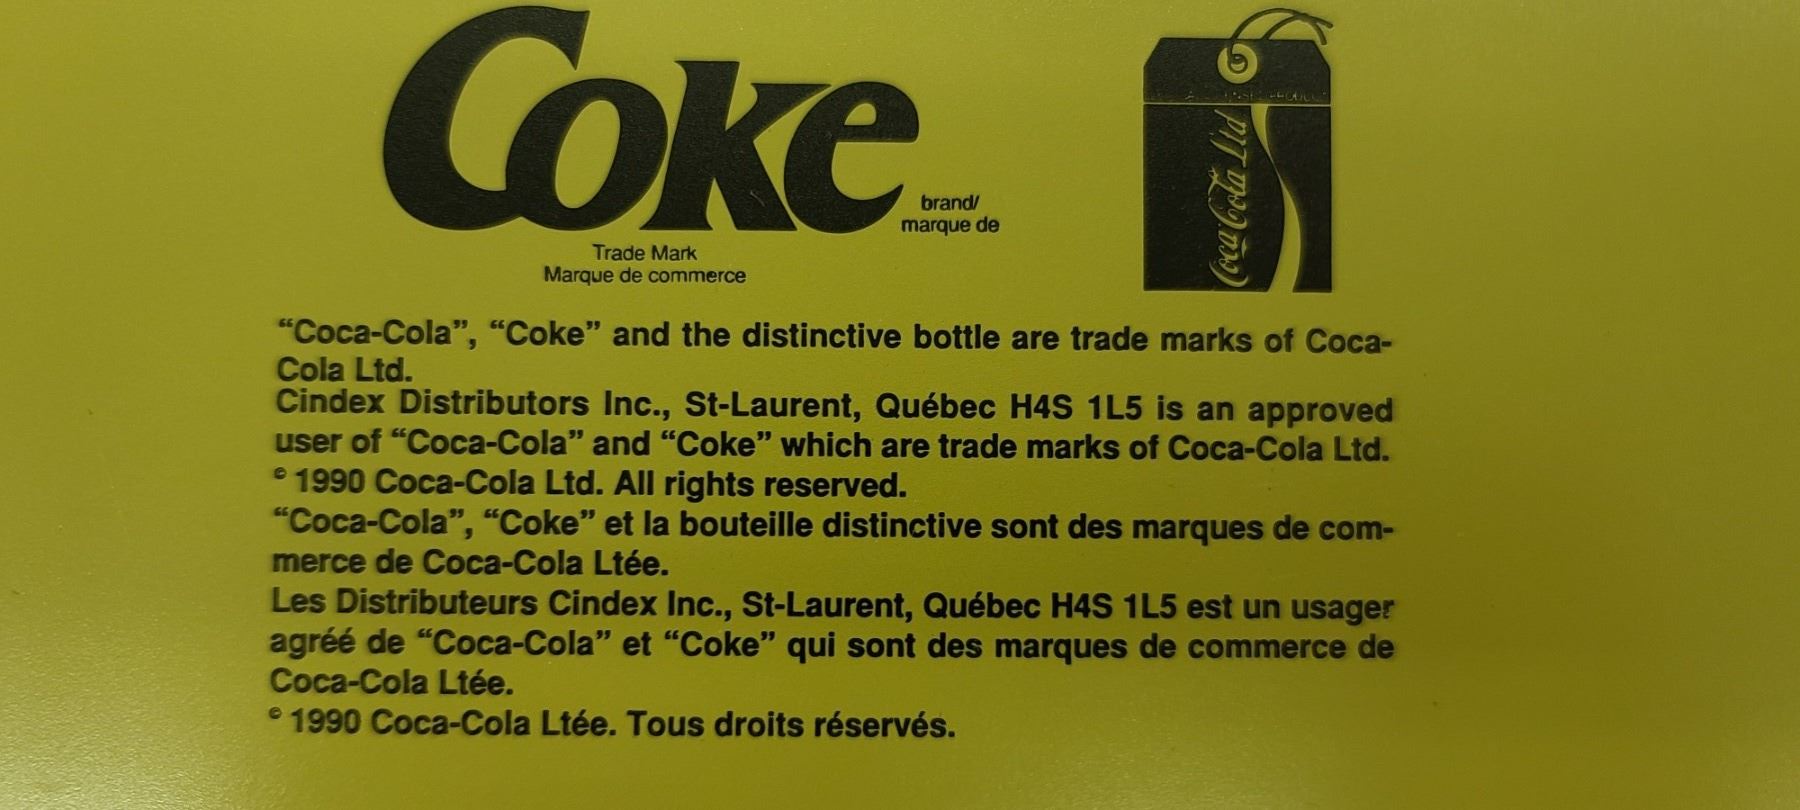 Coke
brand/
marque de
Trade Mark
Marque de commerce
Coca-Cola Ltd
“Coca-Cola”, “Coke” and the distinctive bottle are trade marks of Coca-
Cola Ltd.
Cindex Distributors Inc., St-Laurent, Québec H4S 1L5 is an approved
user of “Coca-Cola” and “Coke” which are trade marks of Coca-Cola Ltd.
© 1990 Coca-Cola Ltd. All rights reserved.
“Coca-Cola”, “Coke” et la bouteille distinctive sont des marques de com-
merce de Coca-Cola Ltée.
Les Distributeurs Cindex Inc., St-Laurent, Québec H4S 1L5 est un usager
agréé de “Coca-Cola” et “Coke” qui sont des marques de commerce de
Coca-Cola Ltée.
© 1990 Coca-Cola Ltée. Tous droits réservés.